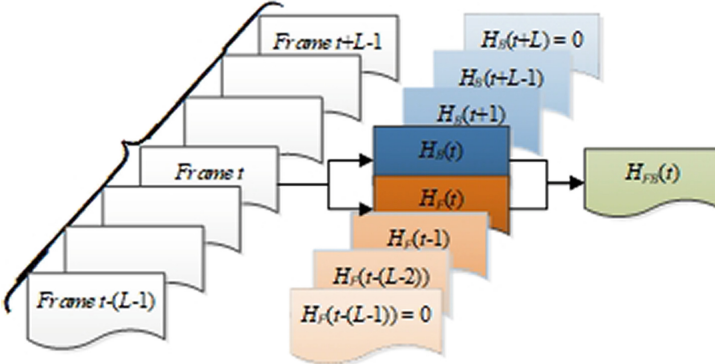 Frame t+L-1
H_B(t+L) = 0
H_B(t+L-1)
H_B(t+1)
H_B(t)
Frame t
H_FB(t)
H_F(t)
H_F(t-1)
H_F(t-(L-2))
Frame t-(L-1)
H_F(t-(L-1)) = 0